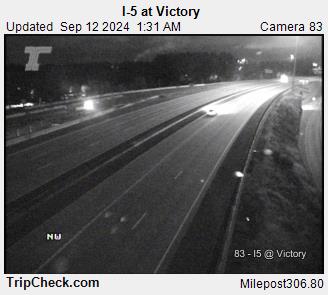 I-5 at Victory
Updated Sep 12 2024 1:31 AM Camera 83
T
NW
83 - I5 @ Victory
TripCheck.com Milepost306.80